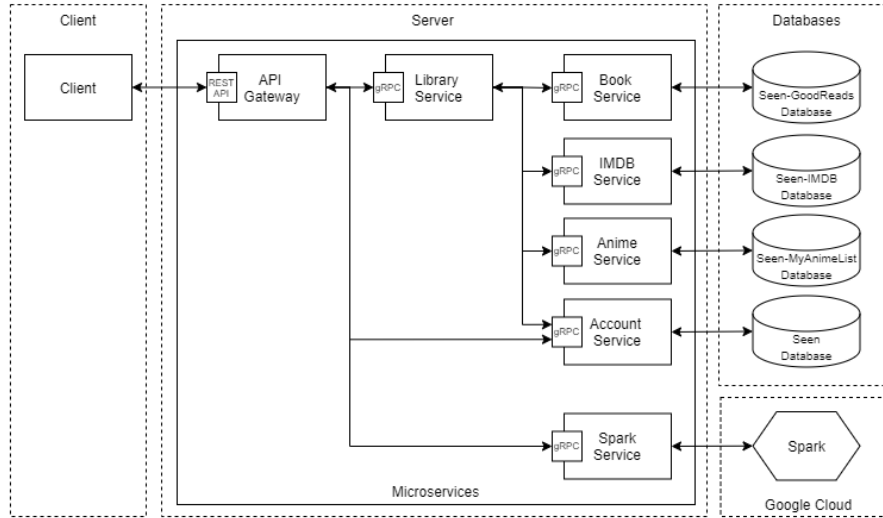 Client
Server
Databases
Client
REST
API
API
Gateway
gRPC
Library
Service
gRPC
Book
Service
Seen-GoodReads
Database
gRPC
IMDB
Service
Seen-IMDB
Database
gRPC
Anime
Service
Seen-MyAnimeList
Database
gRPC
Account
Service
Seen
Database
gRPC
Spark
Service
Spark
Microservices
Google Cloud